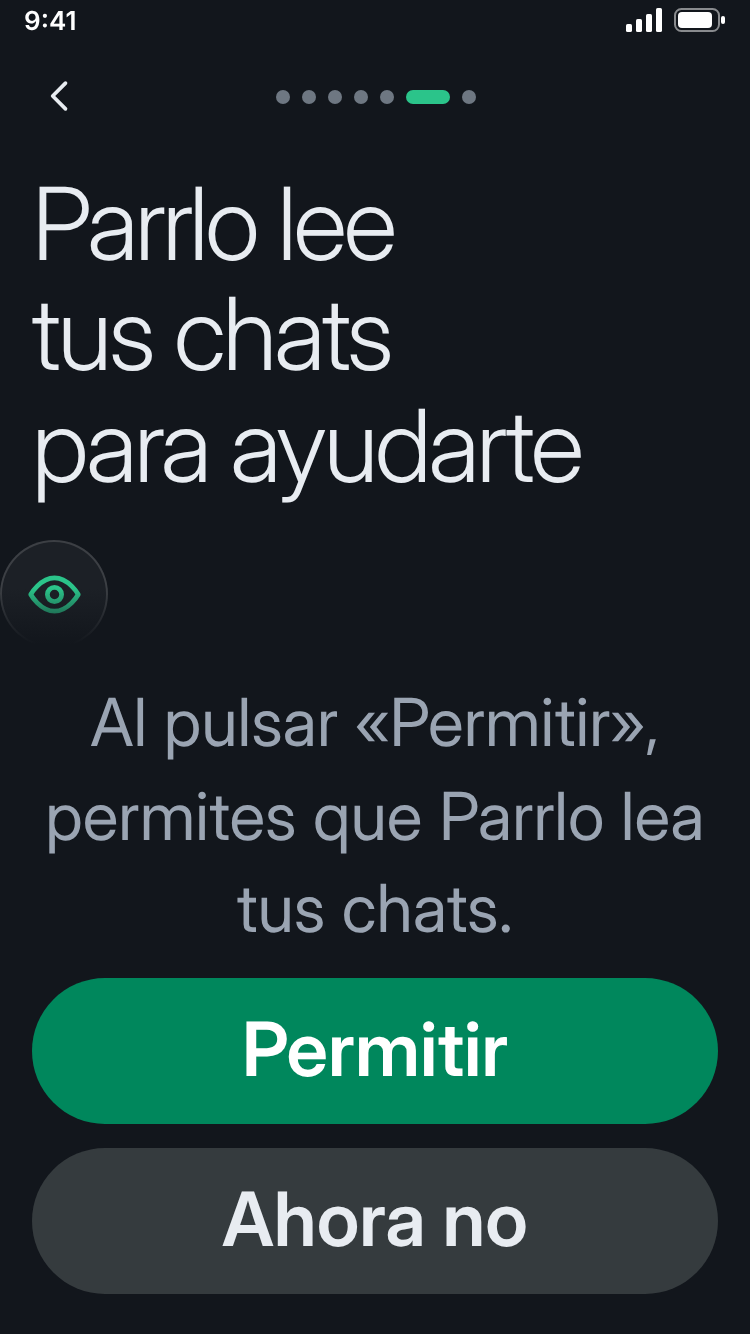 9:41
Parrlo lee
tus chats
para ayudarte
Al pulsar «Permitir»,
permites que Parrlo lea
tus chats.
Permitir
Ahora no